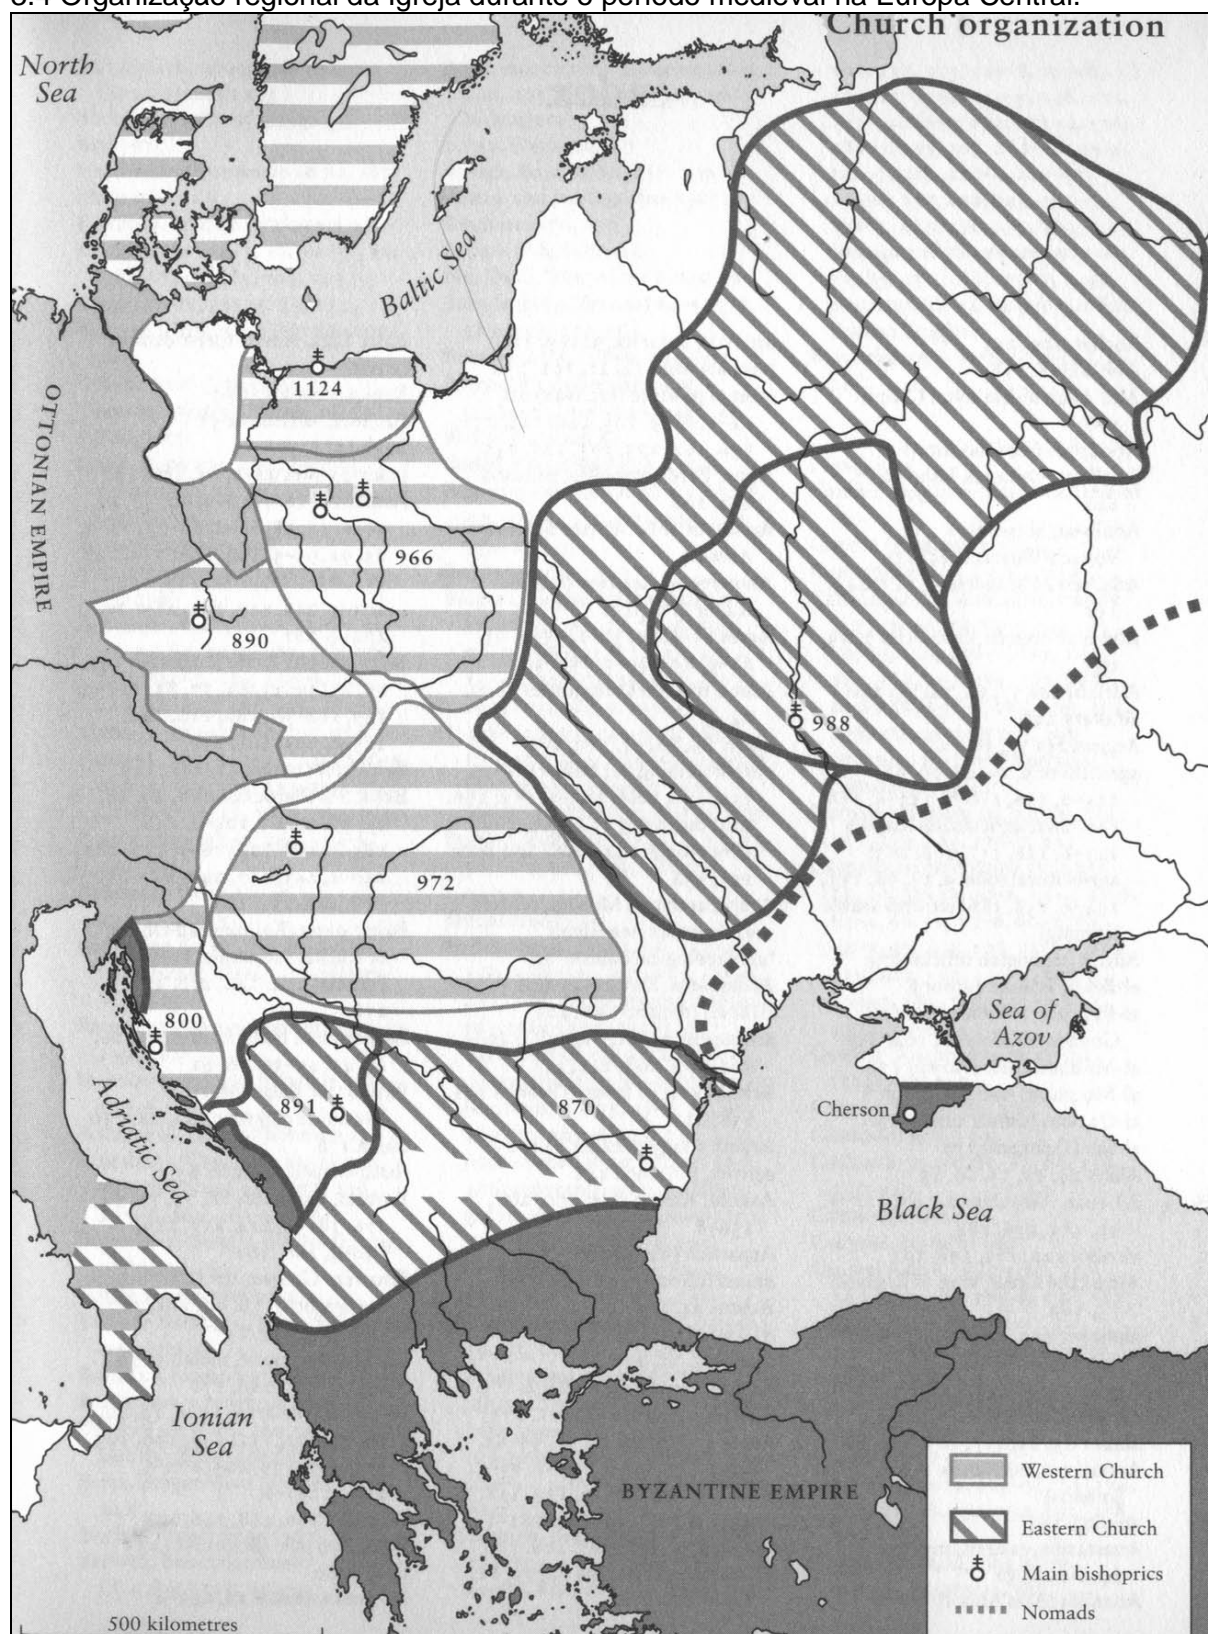 3.4 Organização regional da Igreja durante o período medieval na Europa Central.
Church organization
North
Sea
Baltic Sea
OTTONIAN EMPIRE
1124
966
890
988
972
800
891
870
Adriatic Sea
Sea of
Azov
Cherson
Black Sea
Ionian
Sea
BYZANTINE EMPIRE
Western Church
Eastern Church
Main bishoprics
Nomads
500 kilometres